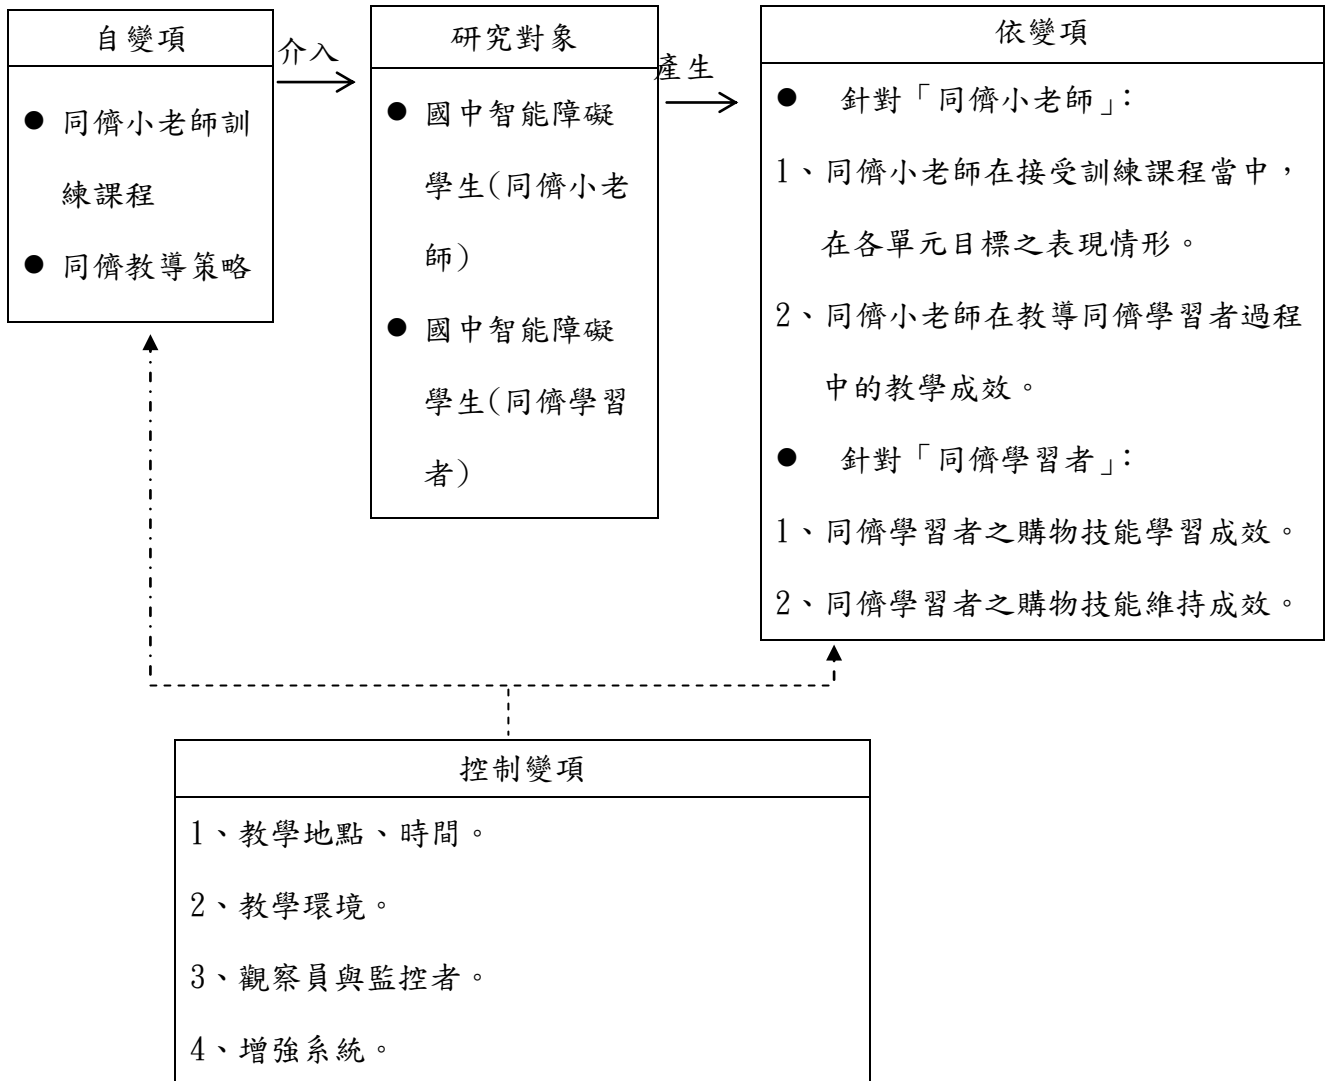 自變項
● 同儕小老師訓
練課程
● 同儕教導策略
介入
研究對象
● 國中智能障礙
學生(同儕小老
師)
● 國中智能障礙
學生(同儕學習
者)
產生
依變項
● 針對「同儕小老師」：
1、同儕小老師在接受訓練課程當中，
在各單元目標之表現情形。
2、同儕小老師在教導同儕學習者過程
中的教學成效。
● 針對「同儕學習者」：
1、同儕學習者之購物技能學習成效。
2、同儕學習者之購物技能維持成效。
控制變項
1、教學地點、時間。
2、教學環境。
3、觀察員與監控者。
4、增強系統。